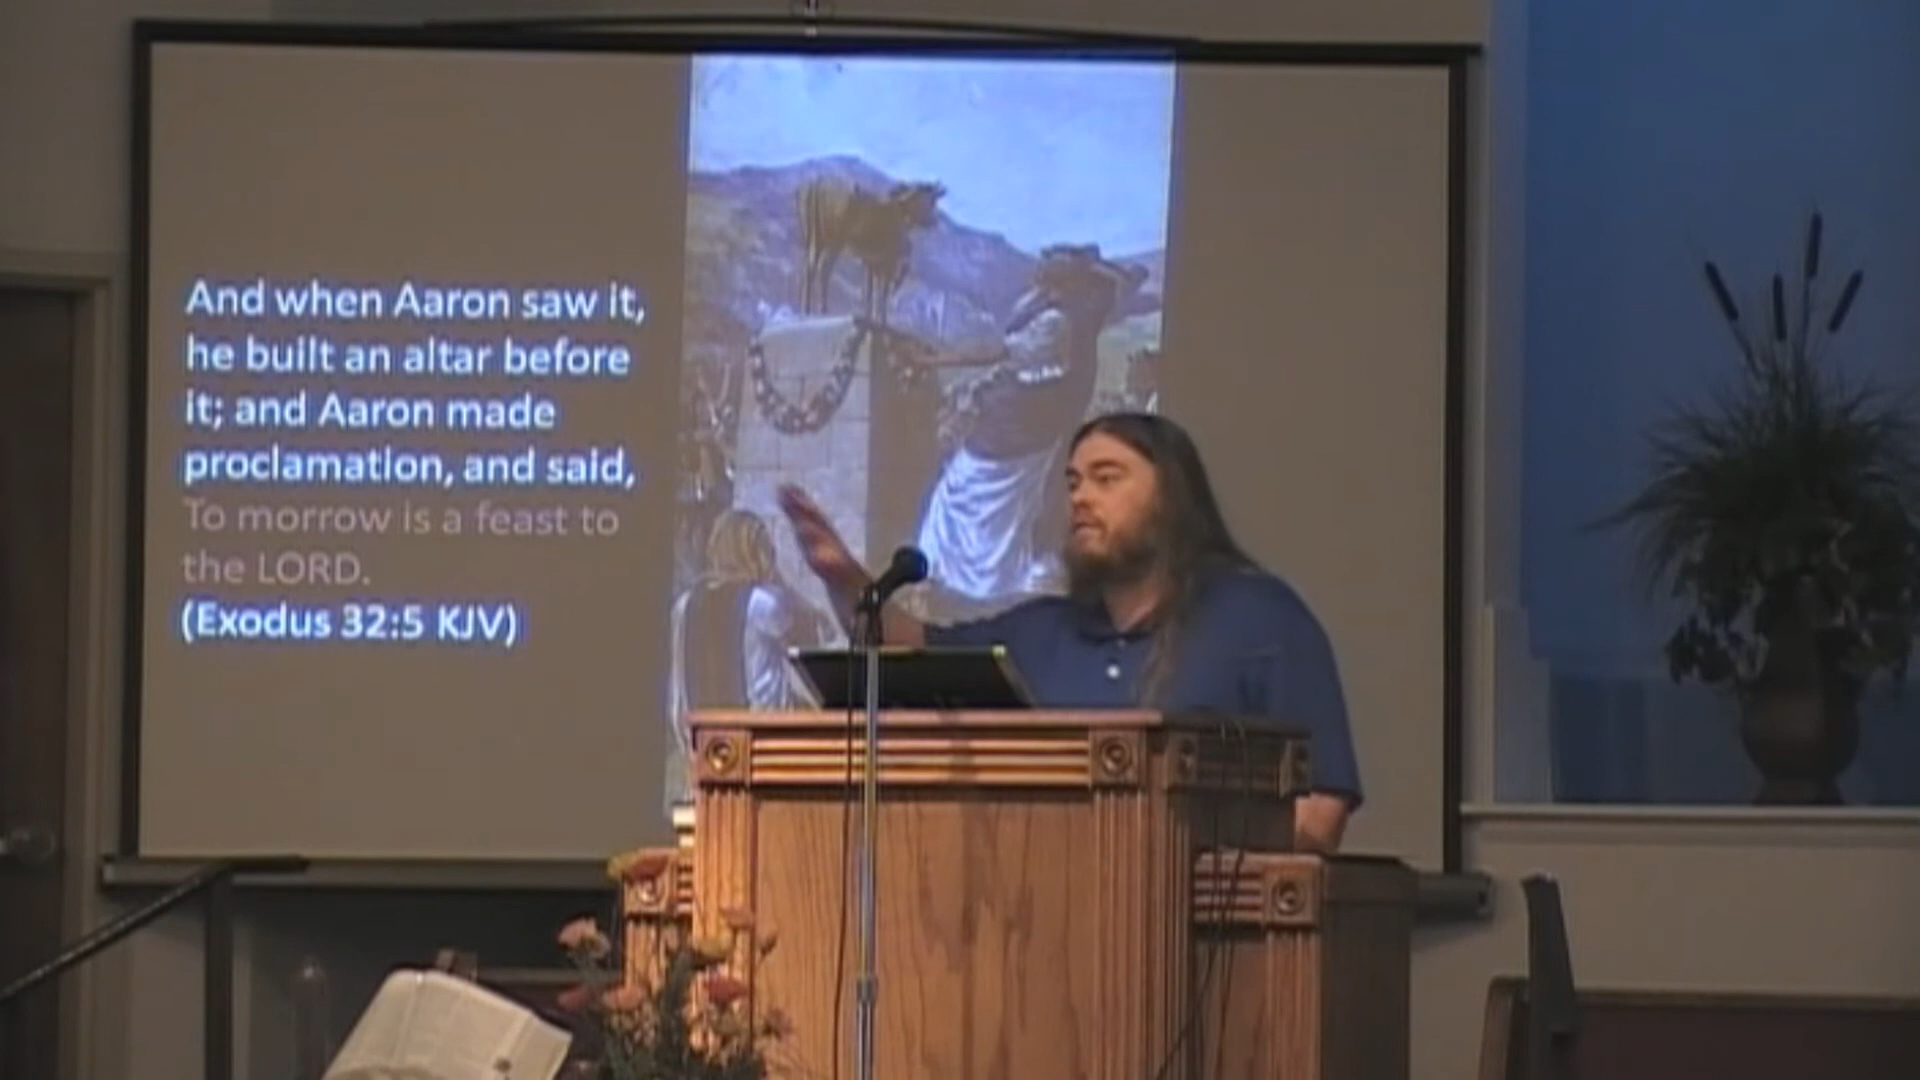 And when Aaron saw it,
he built an altar before
it; and Aaron made
proclamation, and said,
To morrow is a feast to
the LORD.
(Exodus 32:5 KJV)